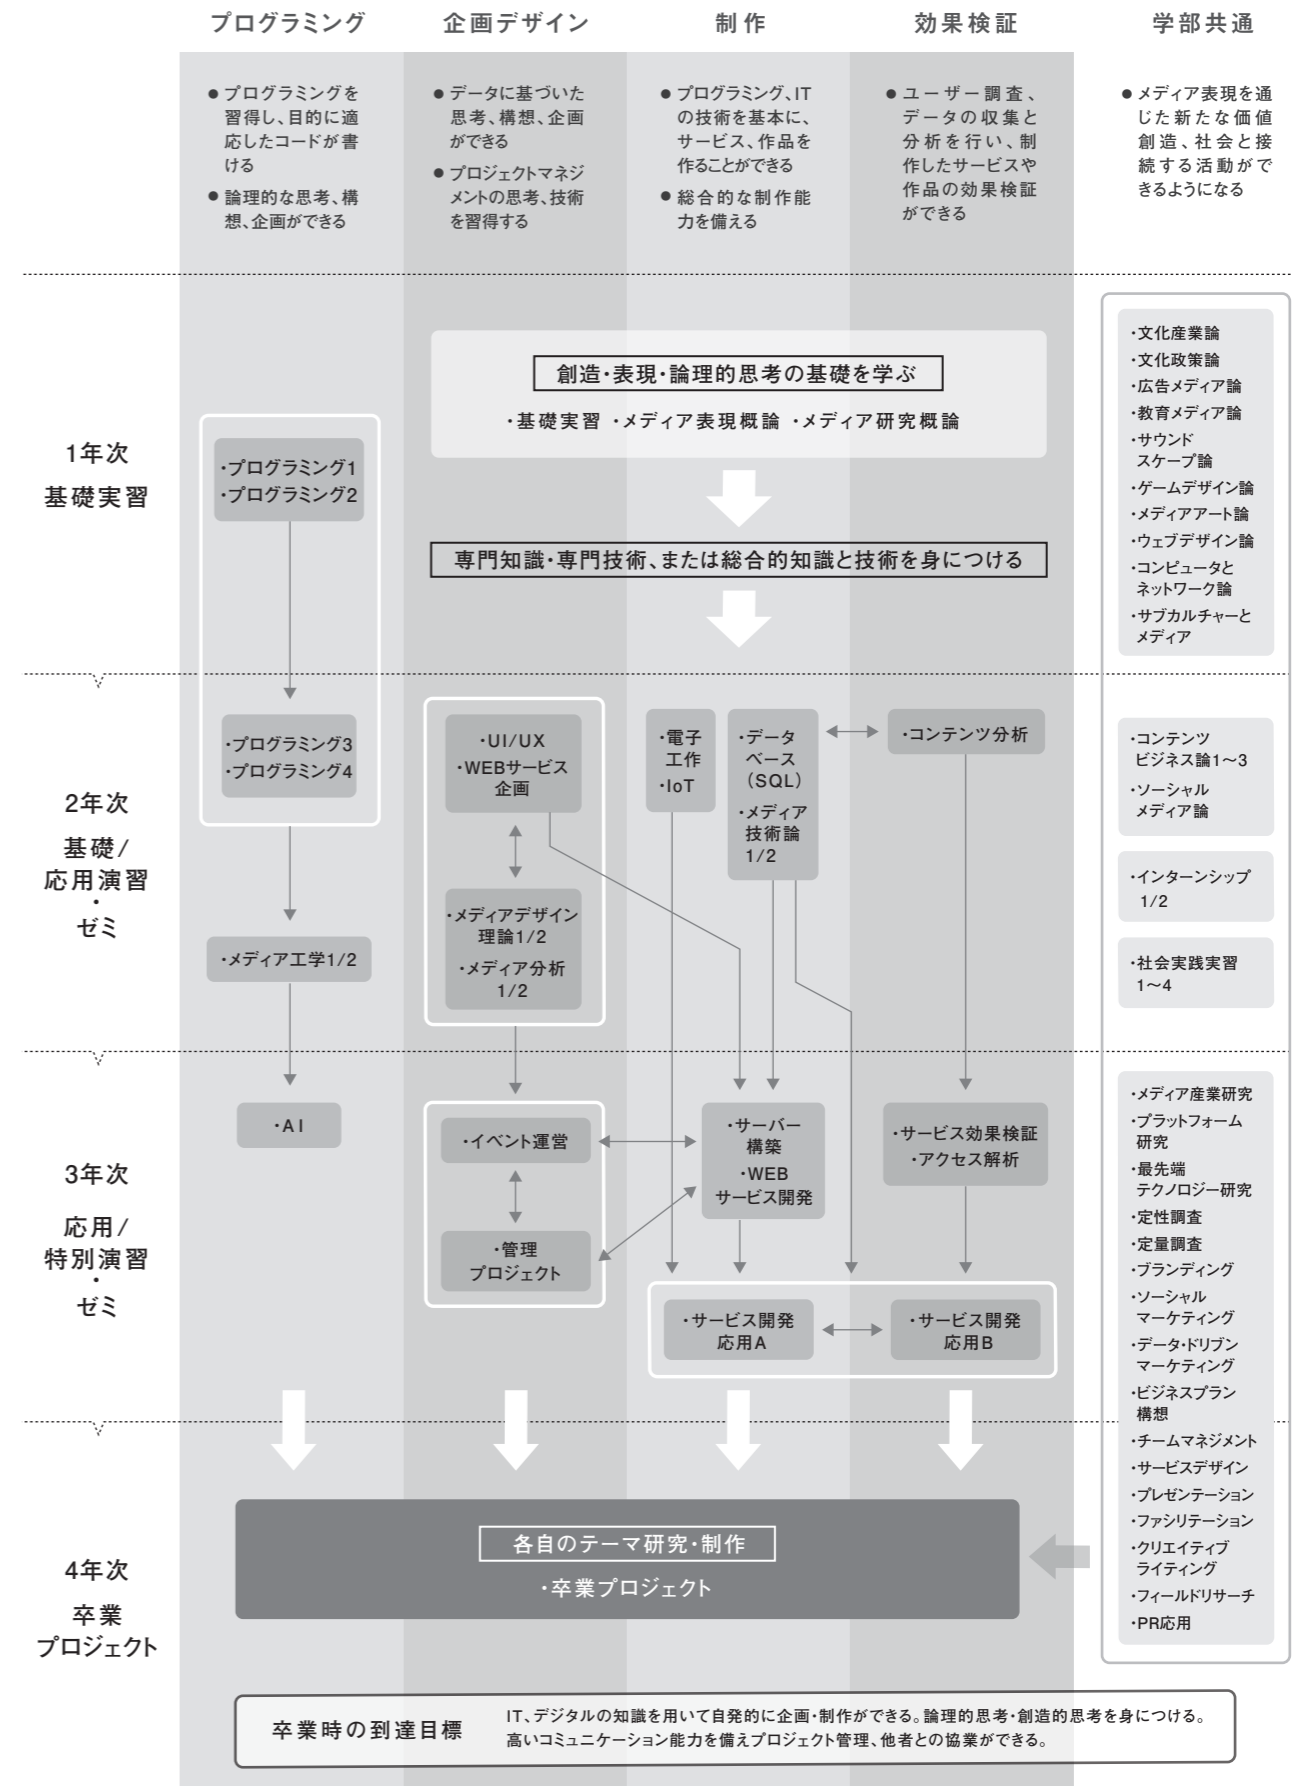 プログラミング
企画デザイン
制作
効果検証
学部共通
● プログラミングを
習得し、目的に適
応したコードが書
ける
● 論理的な思考、構
想、企画ができる
● データに基づいた
思考、構想、企画
ができる
● プロジェクトマネジ
メントの思考、技術
を習得する
● プログラミング、IT
の技術を基本に、
サービス、作品を
作ることができる
● 総合的な制作能
力を備える
● ユーザー調査、
データの収集と
分析を行い、制
作したサービスや
作品の効果検証
ができる
● メディア表現を通
じた新たな価値
創造、社会と接
続する活動がで
きるようになる
1年次
基礎実習
・プログラミング1
・プログラミング2
創造・表現・論理的思考の基礎を学ぶ
・基礎実習 ・メディア表現概論 ・メディア研究概論
専門知識・専門技術、または総合的知識と技術を身につける
・文化産業論
・文化政策論
・広告メディア論
・教育メディア論
・サウンド
スケープ論
・ゲームデザイン論
・メディアアート論
・ウェブデザイン論
・コンピュータと
ネットワーク論
・サブカルチャーと
メディア
2年次
基礎/
応用演習
・
ゼミ
・プログラミング3
・プログラミング4
・メディア工学1/2
・UI/UX
・WEBサービス
企画
・メディアデザイン
理論1/2
・メディア分析
1/2
・電子
工作
・IoT
・データ
ベース
（SQL）
・メディア
技術論
1/2
・コンテンツ分析
・コンテンツ
ビジネス論1〜3
・ソーシャル
メディア論
・インターンシップ
1/2
・社会実践実習
1〜4
3年次
応用/
特別演習
・
ゼミ
・AI
・イベント運営
・管理
プロジェクト
・サーバー
構築
・WEB
サービス開発
・サービス効果検証
・アクセス解析
・サービス開発
応用A
・サービス開発
応用B
・メディア産業研究
・プラットフォーム
研究
・最先端
テクノロジー研究
・定性調査
・定量調査
・ブランディング
・ソーシャル
マーケティング
・データ・ドリブン
マーケティング
・ビジネスプラン
構想
・チームマネジメント
・サービスデザイン
・プレゼンテーション
・ファシリテーション
・クリエイティブ
ライティング
・フィールドリサーチ
・PR応用
4年次
卒業
プロジェクト
各自のテーマ研究・制作
・卒業プロジェクト
卒業時の到達目標
IT、デジタルの知識を用いて自発的に企画・制作ができる。論理的思考・創造的思考を身につける。
高いコミュニケーション能力を備えプロジェクト管理、他者との協業ができる。